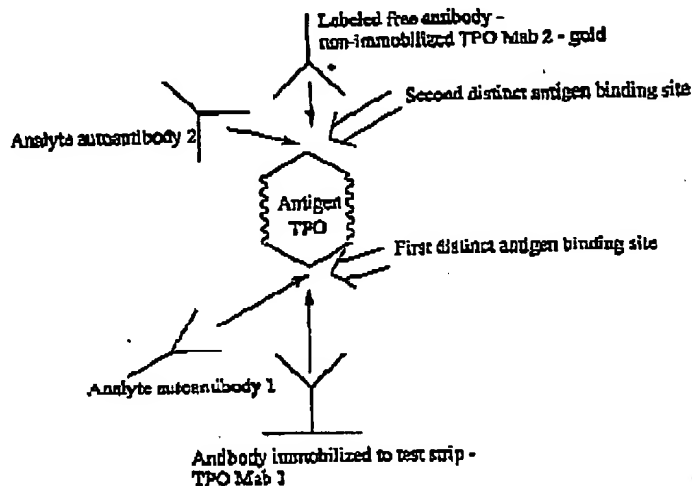 Labeled free antibody -
non-immobilized TPO Mab 2 - gold
Second distinct antigen binding site
Analyte autoantibody 2
Antigen
TPO
First distinct antigen binding site
Analyte autoantibody 1
Antibody immobilized to test strip -
TPO Mab 1